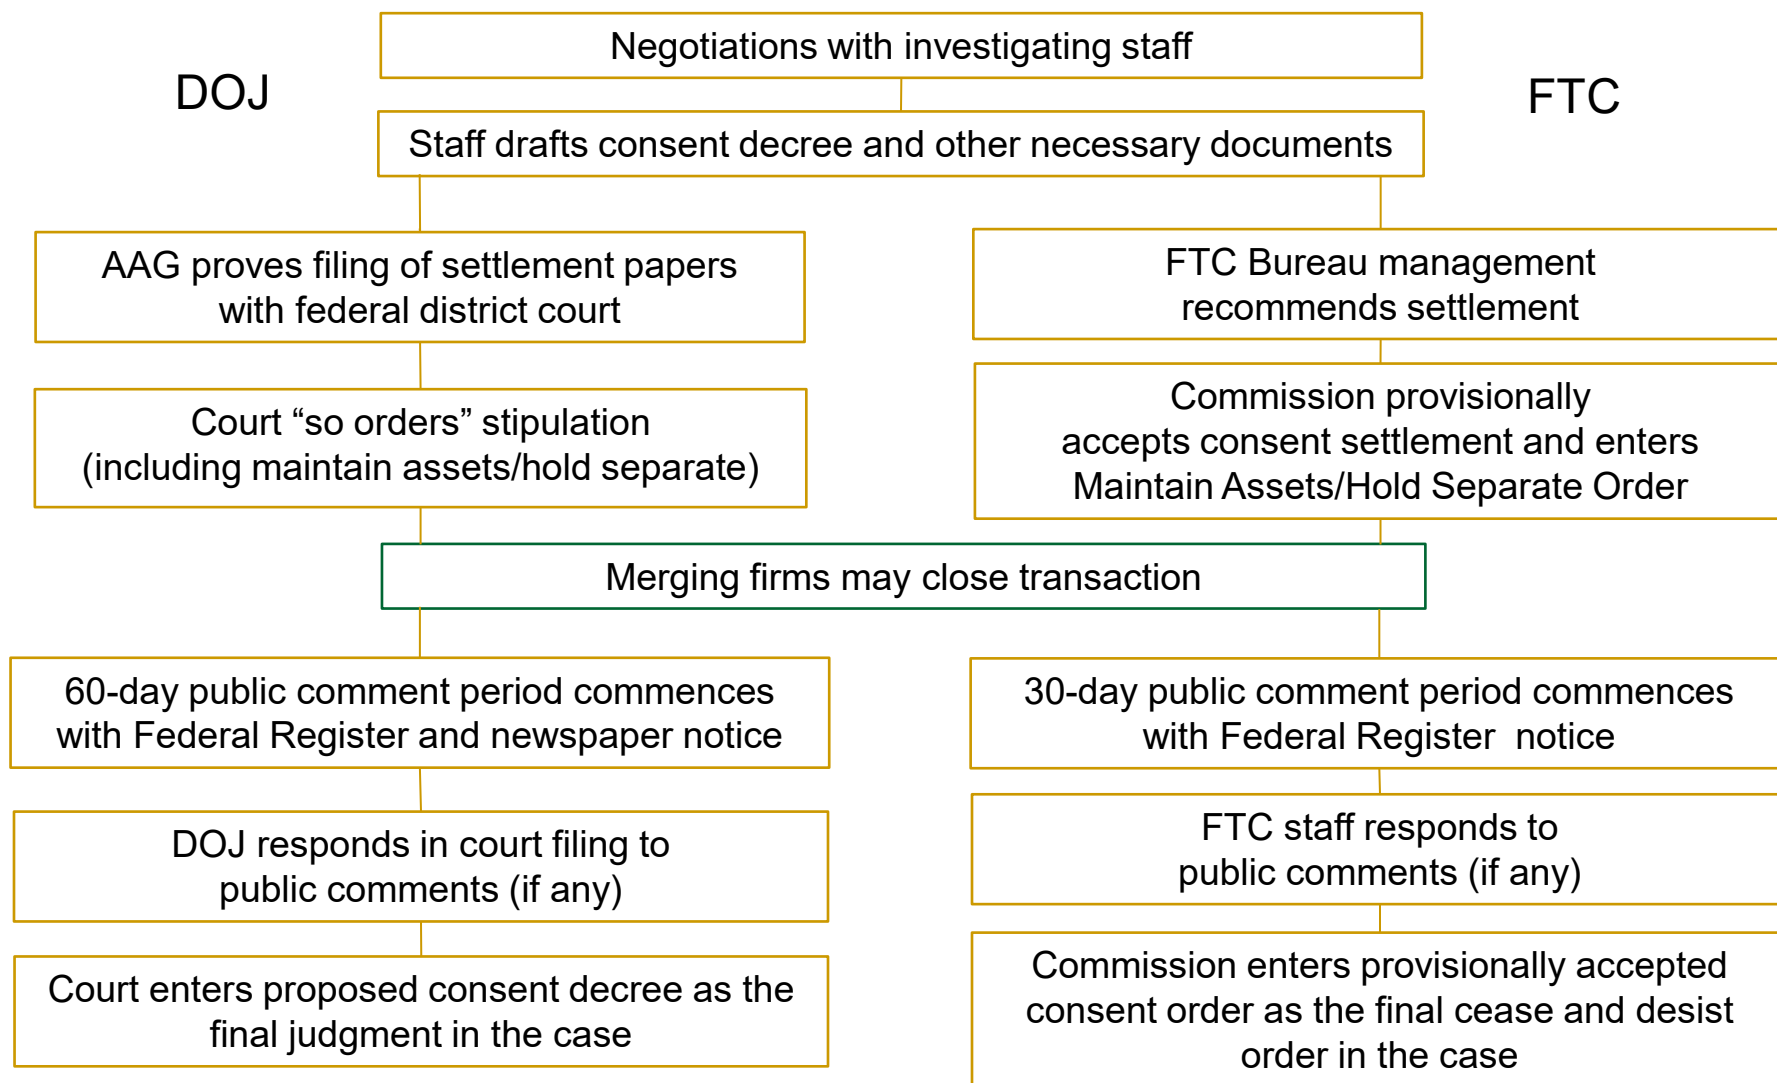 Negotiations with investigating staff
DOJ
FTC
Staff drafts consent decree and other necessary documents
AAG proves filing of settlement papers
with federal district court
FTC Bureau management
recommends settlement
Court “so orders” stipulation
(including maintain assets/hold separate)
Commission provisionally
accepts consent settlement and enters
Maintain Assets/Hold Separate Order
Merging firms may close transaction
60-day public comment period commences
with Federal Register and newspaper notice
30-day public comment period commences
with Federal Register notice
DOJ responds in court filing to
public comments (if any)
FTC staff responds to
public comments (if any)
Court enters proposed consent decree as the
final judgment in the case
Commission enters provisionally accepted
consent order as the final cease and desist
order in the case